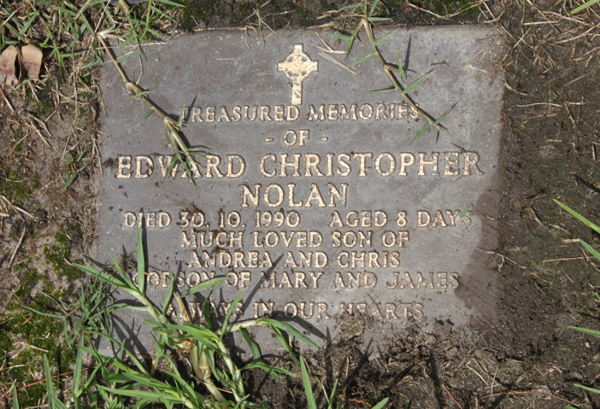 TREASURED MEMORIES
- OF -
EDWARD CHRISTOPHER
NOLAN
DIED 30. 10. 1990 AGED 8 DAYS
MUCH LOVED SON OF
ANDREA AND CHRIS
GODSON OF MARY AND JAMES
ALWAYS IN OUR HEARTS